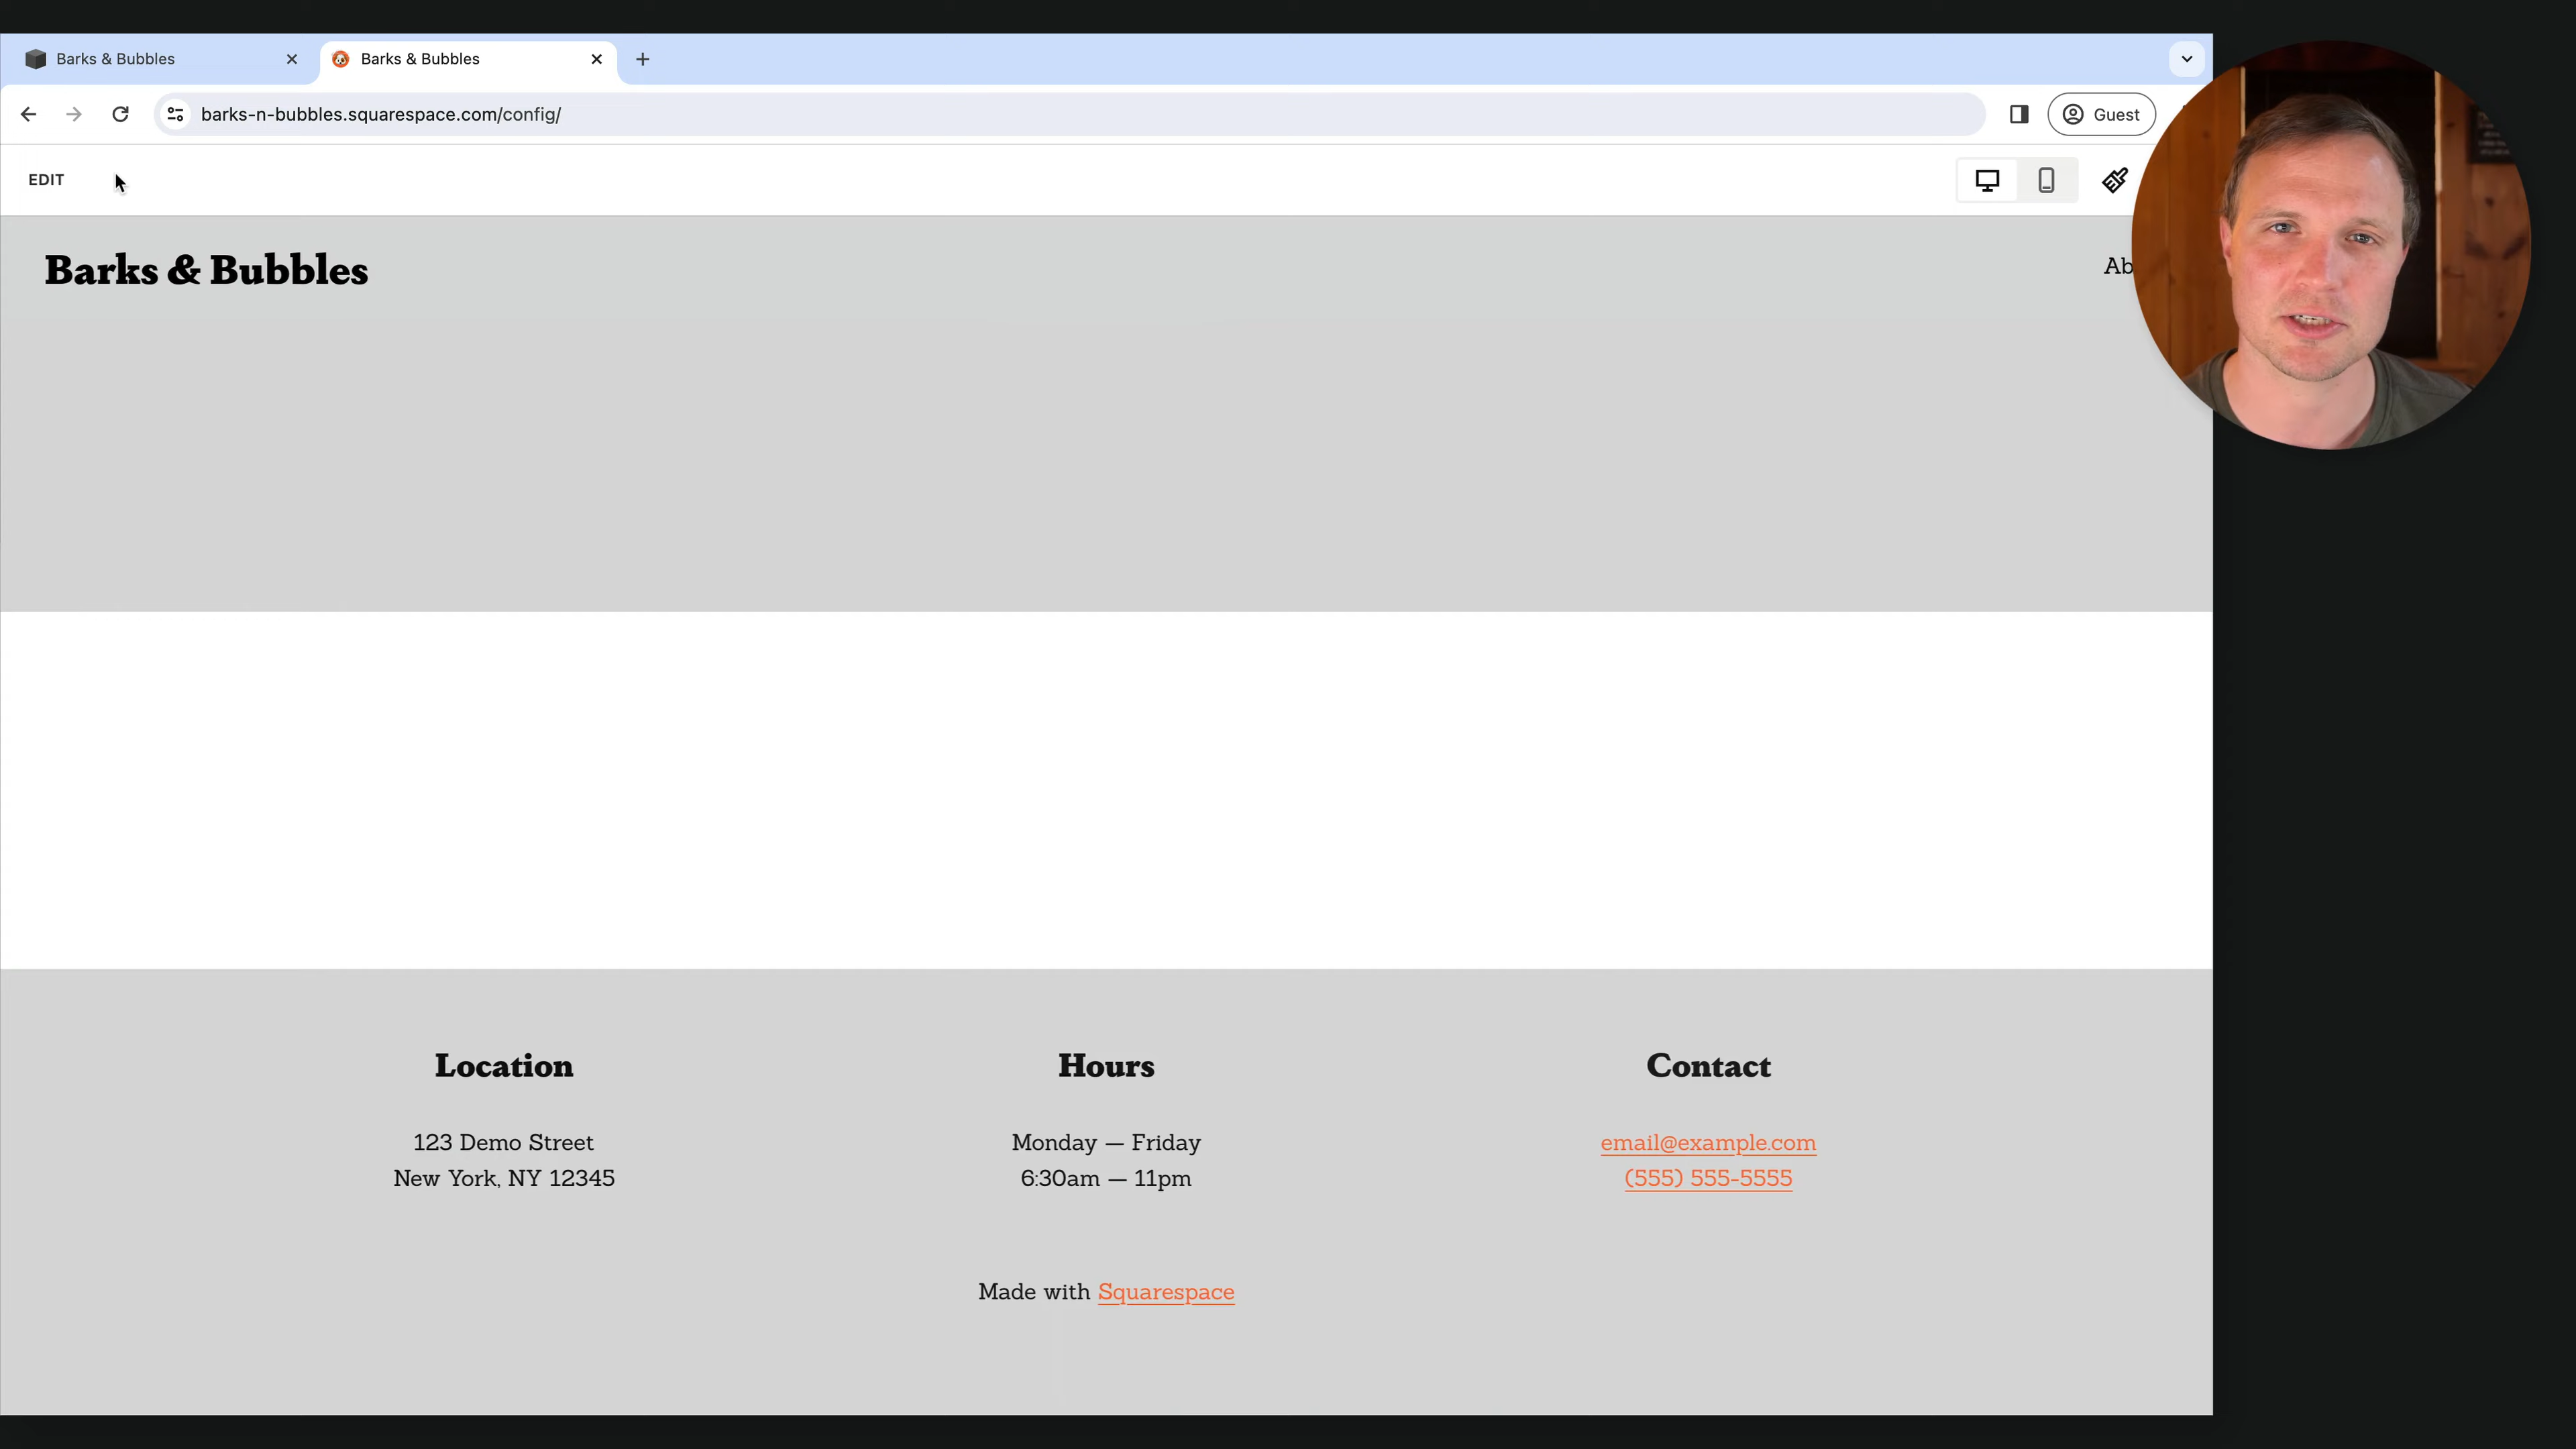 Barks & Bubbles
Barks & Bubbles
barks-n-bubbles.squarespace.com/config/
Guest
EDIT
Barks & Bubbles
Location
123 Demo Street
New York, NY 12345
Hours
Monday — Friday
6:30am — 11pm
Contact
email@example.com
(555) 555-5555
Made with Squarespace